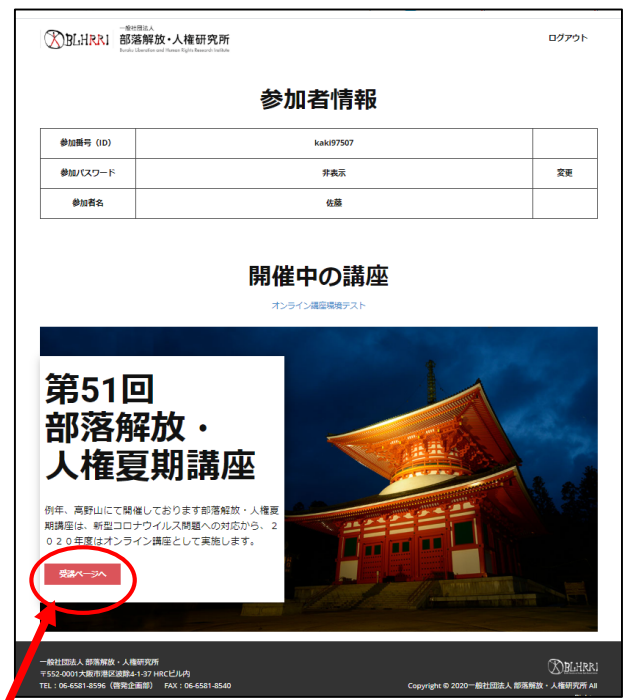 BLHRRI
一般社団法人
部落解放・人権研究所
Buraku Liberation and Human Rights Research Institute
ログアウト
参加者情報
参加番号（ID） kaki97507
参加パスワード 非表示 変更
参加者名 佐藤
開催中の講座
オンライン講座環境テスト
第51回
部落解放・
人権夏期講座
例年、高野山にて開催しております部落解放・人権夏
期講座は、新型コロナウイルス問題への対応から、２
０２０年度はオンライン講座として実施します。
受講ページへ
一般社団法人 部落解放・人権研究所
〒552-0001大阪市港区波除4-1-37 HRCビル内
TEL：06-6581-8596（啓発企画部） FAX：06-6581-8540
BLHRRI
Copyright © 2020一般社団法人 部落解放・人権研究所 All